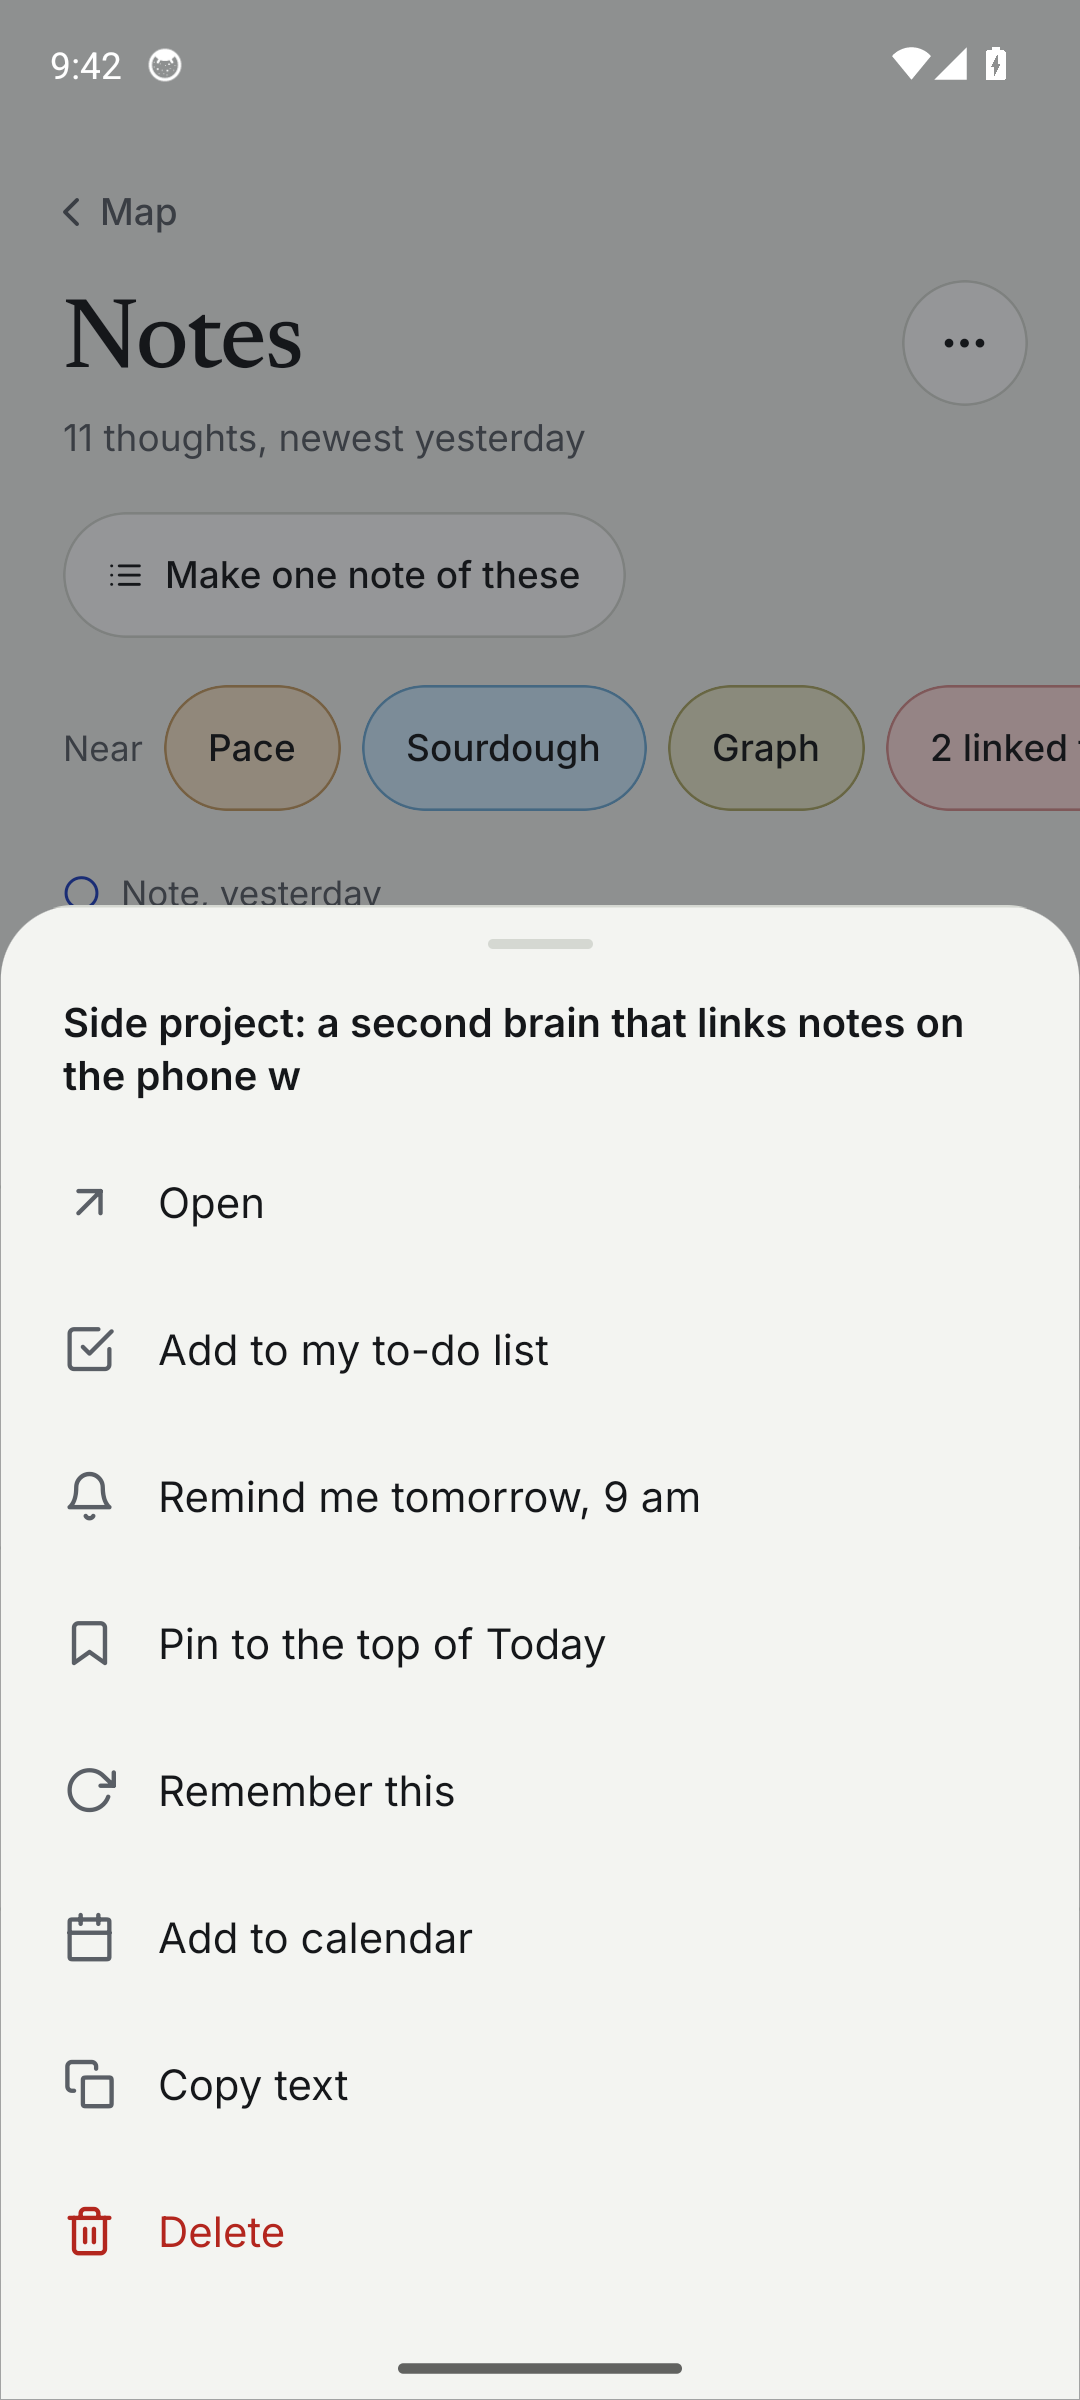 9:42
Map
Notes
11 thoughts, newest yesterday
Make one note of these
Near
Pace
Sourdough
Graph
2 linked
Note, yesterday
Side project: a second brain that links notes on
the phone w
Open
Add to my to-do list
Remind me tomorrow, 9 am
Pin to the top of Today
Remember this
Add to calendar
Copy text
Delete